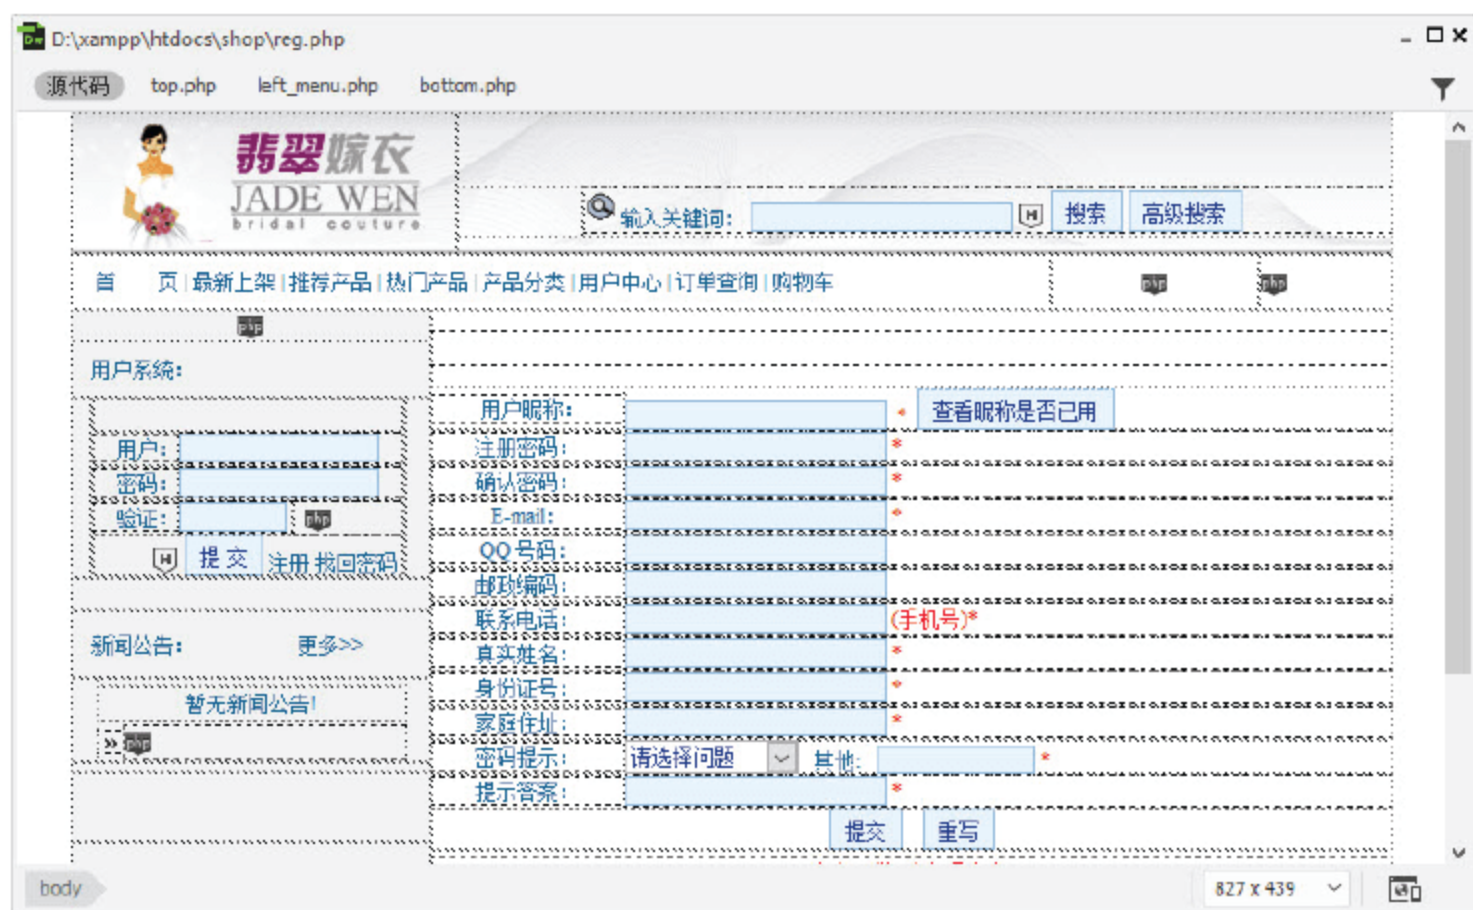 Dw D:\xampp\htdocs\shop\reg.php
源代码 top.php left_menu.php bottom.php
翡翠嫁衣
JADE WEN
bridal couture
输入关键词: H 搜索 高级搜索
首 页|最新上架|推荐产品|热门产品|产品分类|用户中心|订单查询|购物车 php php
php
用户系统:
用户昵称: * 查看昵称是否已用
用户: 注册密码: *
密码: 确认密码: *
验证: php E-mail: *
H 提 交 注册 找回密码 QQ 号码:
邮政编码:
联系电话: (手机号)*
新闻公告: 更多>> 真实姓名: *
身份证号: *
暂无新闻公告! 家庭住址: *
» php 密码提示: 请选择问题 其他: *
提示答案: *
提交 重写
body 827 x 439